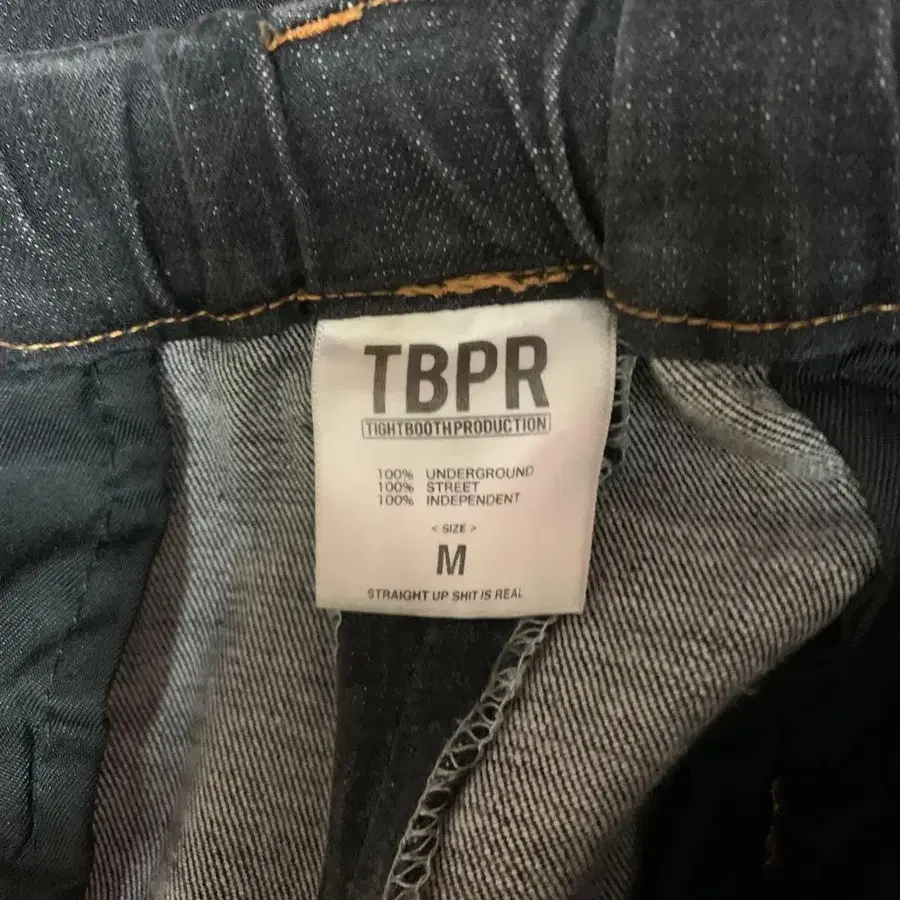 TBPR
TIGHTBOOTHPRODUCTION
100% UNDERGROUND
100% STREET
100% INDEPENDENT
< SIZE >
M
STRAIGHT UP SHIT IS REAL